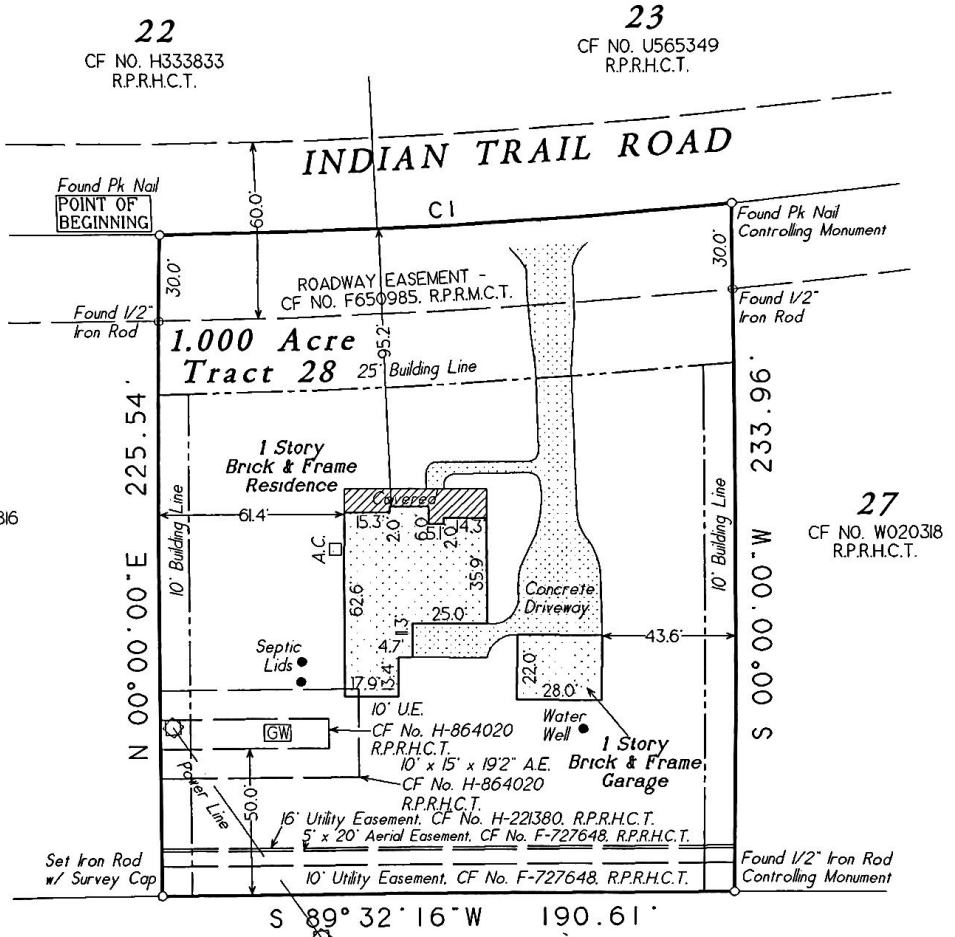 22
CF NO. H333833
R.P.R.H.C.T.
23
CF NO. U565349
R.P.R.H.C.T.
INDIAN TRAIL ROAD
Found Pk Nail
POINT OF
BEGINNING
60.0'
C1
Found Pk Nail
Controlling Monument
30.0'
30.0'
ROADWAY EASEMENT -
CF NO. F650985, R.P.R.M.C.T.
Found 1/2"
Iron Rod
Found 1/2"
Iron Rod
1.000 Acre
Tract 28
95.2'
25' Building Line
N 00°00'00"E 225.54'
S 00°00'00"W 233.96'
10' Building Line
10' Building Line
1 Story
Brick & Frame
Residence
61.4'
Covered
15.3'
2.0'
6.0'
6.1'
2.0'
14.3'
A.C.
62.6'
35.9'
27
CF NO. W020318
R.P.R.H.C.T.
816
Concrete
Driveway
25.0'
11.3'
4.7'
43.6'
Septic
Lids
17.9'
13.4'
22.0'
28.0'
10' U.E.
CF No. H-864020
R.P.R.H.C.T.
GW
Water
Well
1 Story
Brick & Frame
Garage
10' x 15' x 19'2" A.E.
CF No. H-864020
R.P.R.H.C.T.
Power Line
50.0'
16' Utility Easement, CF No. H-221380, R.P.R.H.C.T.
5' x 20' Aerial Easement, CF No. F-727648, R.P.R.H.C.T.
Set Iron Rod
w/ Survey Cap
10' Utility Easement, CF No. F-727648, R.P.R.H.C.T.
Found 1/2" Iron Rod
Controlling Monument
S 89°32'16"W 190.61'